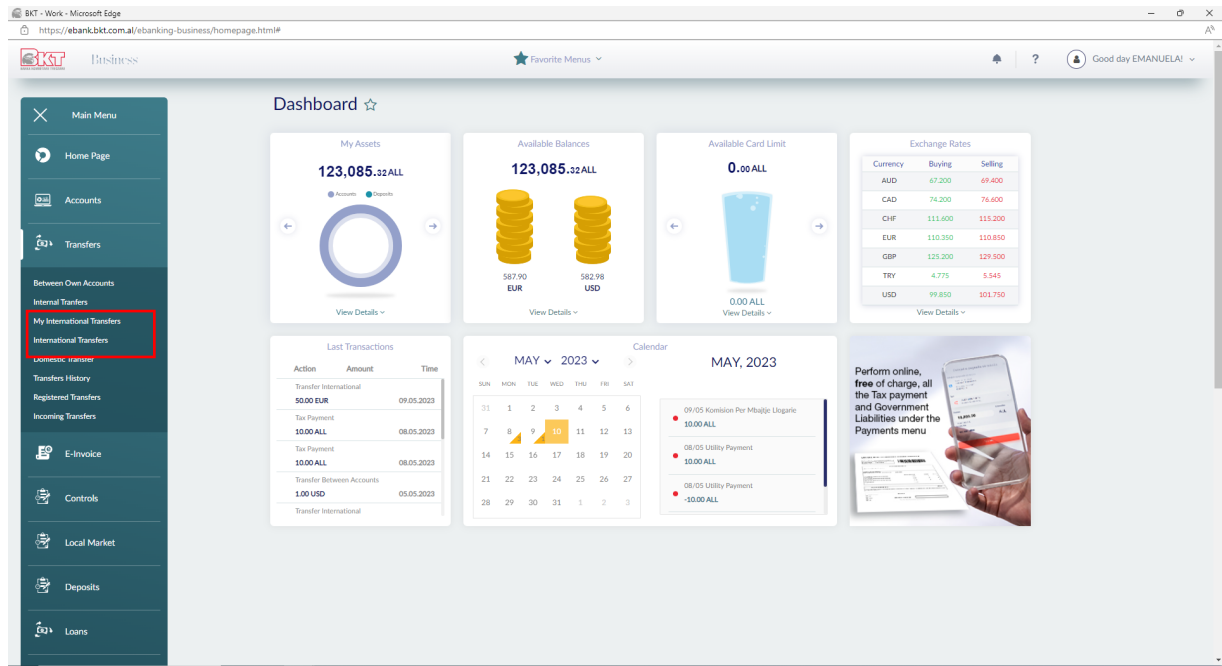 BKT - Work - Microsoft Edge
https://ebank.bkt.com.al/ebanking-business/homepage.html#
BKT Business
Favorite Menus
?
Good day EMANUELA!
Main Menu
Home Page
Accounts
Transfers
Between Own Accounts
Internal Tranfers
My International Transfers
International Transfers
Domestic Transfer
Transfers History
Registered Transfers
Incoming Transfers
E-Invoice
Controls
Local Market
Deposits
Loans
Dashboard
My Assets
123,085.32 ALL
Accounts Deposits
View Details
Available Balances
123,085.32 ALL
587.90 582.98
EUR USD
View Details
Available Card Limit
0.00 ALL
0.00 ALL
View Details
Exchange Rates
Currency Buying Selling
AUD 67.200 69.400
CAD 74.200 76.600
CHF 111.600 115.200
EUR 110.350 110.850
GBP 125.200 129.500
TRY 4.775 5.545
USD 99.850 101.750
View Details
Last Transactions
Action Amount Time
Transfer International
50.00 EUR 09.05.2023
Tax Payment
10.00 ALL 08.05.2023
Tax Payment
10.00 ALL 08.05.2023
Transfer Between Accounts
1.00 USD 05.05.2023
Transfer International
Calendar
MAY 2023
SUN MON TUE WED THU FRI SAT
31 1 2 3 4 5 6
7 8 9 10 11 12 13
14 15 16 17 18 19 20
21 22 23 24 25 26 27
28 29 30 31 1 2 3
MAY, 2023
09/05 Komision Per Mbajtje Llogarie
10.00 ALL
08/05 Utility Payment
10.00 ALL
08/05 Utility Payment
-10.00 ALL
Perform online,
free of charge, all
the Tax payment
and Government
Liabilities under the
Payments menu